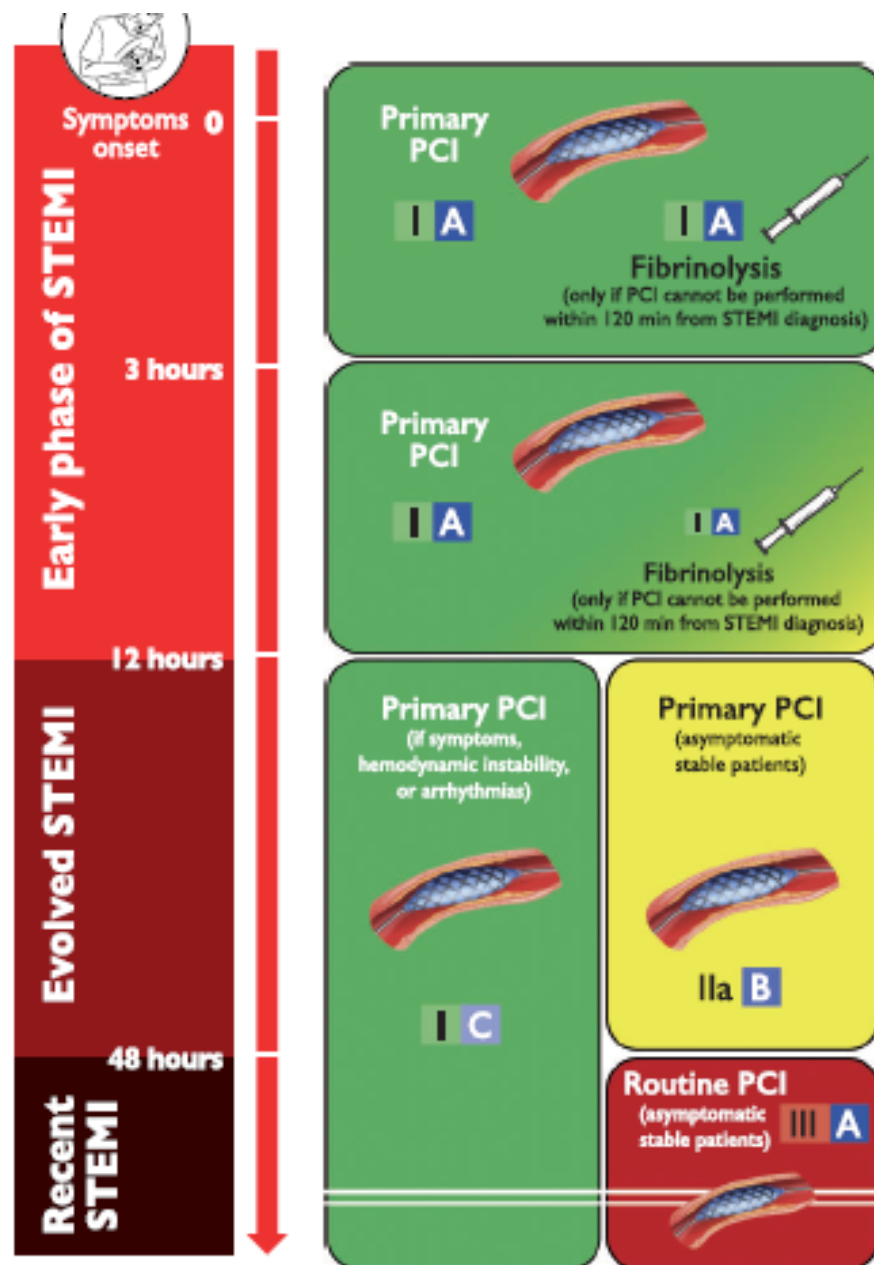 Symptoms 0
onset
Early phase of STEMI
3 hours
12 hours
Evolved STEMI
48 hours
Recent
STEMI
Primary
PCI
I A
I A
Fibrinolysis
(only if PCI cannot be performed
within 120 min from STEMI diagnosis)
Primary
PCI
I A
I A
Fibrinolysis
(only if PCI cannot be performed
within 120 min from STEMI diagnosis)
Primary PCI
(if symptoms,
hemodynamic instability,
or arrhythmias)
I C
Primary PCI
(asymptomatic
stable patients)
IIa B
Routine PCI
(asymptomatic
stable patients) III A